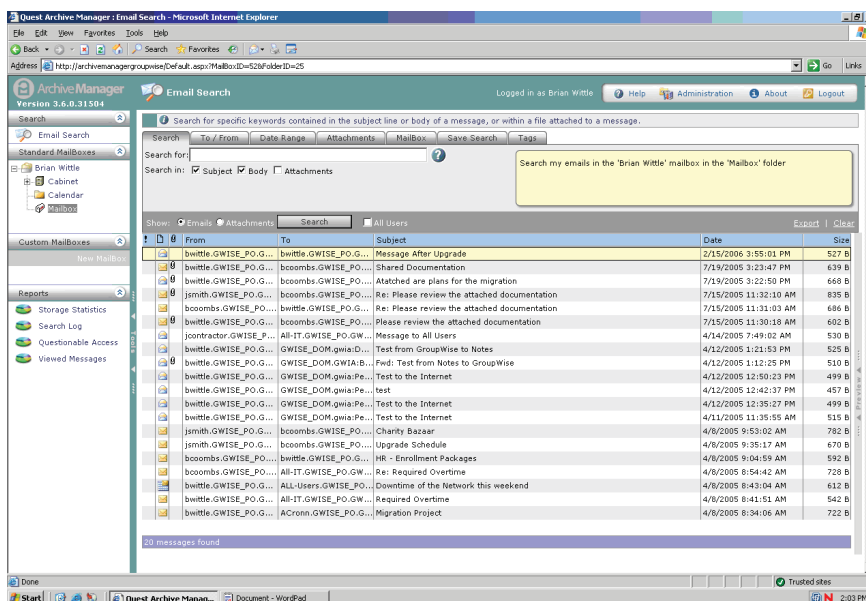 Quest Archive Manager : Email Search - Microsoft Internet Explorer
File Edit View Favorites Tools Help
Back Search Favorites
Address http://archivemanagergroupwise/Default.aspx?MailBoxID=52&FolderID=25 Go Links
ArchiveManager
Version 3.6.0.31504
Email Search Logged in as Brian Wittle Help Administration About Logout
Search
Email Search
Standard MailBoxes
Brian Wittle
Cabinet
Calendar
Mailbox
Custom MailBoxes
New MailBox
Reports
Storage Statistics
Search Log
Questionable Access
Viewed Messages
Tools
Search for specific keywords contained in the subject line or body of a message, or within a file attached to a message.
Search To / From Date Range Attachments MailBox Save Search Tags
Search for:
Search in: Subject Body Attachments
Search my emails in the 'Brian Wittle' mailbox in the 'Mailbox' folder
Show: Emails Attachments Search All Users Export | Clear
! From To Subject Date Size
bwittle.GWISE_PO.G... bwittle.GWISE_PO.G... Message After Upgrade 2/15/2006 3:55:01 PM 527 B
bwittle.GWISE_PO.G... bcoombs.GWISE_PO.... Shared Documentation 7/19/2005 3:23:47 PM 639 B
bwittle.GWISE_PO.G... bcoombs.GWISE_PO.... Atatched are plans for the migration 7/19/2005 3:22:50 PM 668 B
jsmith.GWISE_PO.G... bcoombs.GWISE_PO.... Re: Please review the attached documentation 7/15/2005 11:32:10 AM 835 B
bcoombs.GWISE_PO.... bwittle.GWISE_PO.G... Re: Please review the attached documentation 7/15/2005 11:31:03 AM 686 B
bwittle.GWISE_PO.G... bcoombs.GWISE_PO.... Please review the attached documentation 7/15/2005 11:30:18 AM 602 B
jcontractor.GWISE_P... All-IT.GWISE_PO.GW... Message to All Users 4/14/2005 7:49:02 AM 530 B
bwittle.GWISE_PO.G... GWISE_DOM.gwia:D... Test from GroupWise to Notes 4/12/2005 1:21:53 PM 525 B
bwittle.GWISE_PO.G... GWISE_DOM.GWIA:B... Fwd: Test from Notes to GroupWise 4/12/2005 1:12:25 PM 510 B
bwittle.GWISE_PO.G... GWISE_DOM.gwia:Pe... Test to the Internet 4/12/2005 12:50:23 PM 499 B
bwittle.GWISE_PO.G... GWISE_DOM.gwia:Pe... test 4/12/2005 12:42:37 PM 457 B
bwittle.GWISE_PO.G... GWISE_DOM.gwia:Pe... Test to the Internet 4/12/2005 12:35:27 PM 499 B
bwittle.GWISE_PO.G... GWISE_DOM.gwia:Pe... Test to the Internet 4/11/2005 11:35:55 AM 515 B
jsmith.GWISE_PO.G... bcoombs.GWISE_PO.... Charity Bazaar 4/8/2005 9:53:02 AM 782 B
jsmith.GWISE_PO.G... bcoombs.GWISE_PO.... Upgrade Schedule 4/8/2005 9:35:17 AM 670 B
bcoombs.GWISE_PO.... bwittle.GWISE_PO.G... HR - Enrollment Packages 4/8/2005 9:04:59 AM 592 B
bcoombs.GWISE_PO.... All-IT.GWISE_PO.GW... Re: Required Overtime 4/8/2005 8:54:42 AM 728 B
bwittle.GWISE_PO.G... ALL-Users.GWISE_PO... Downtime of the Network this weekend 4/8/2005 8:43:04 AM 612 B
bwittle.GWISE_PO.G... All-IT.GWISE_PO.GW... Required Overtime 4/8/2005 8:41:51 AM 542 B
bwittle.GWISE_PO.G... ACronn.GWISE_PO.G... Migration Project 4/8/2005 8:34:06 AM 722 B
Preview
20 messages found
Done Trusted sites
Start Quest Archive Manag... Document - WordPad 2:03 PM